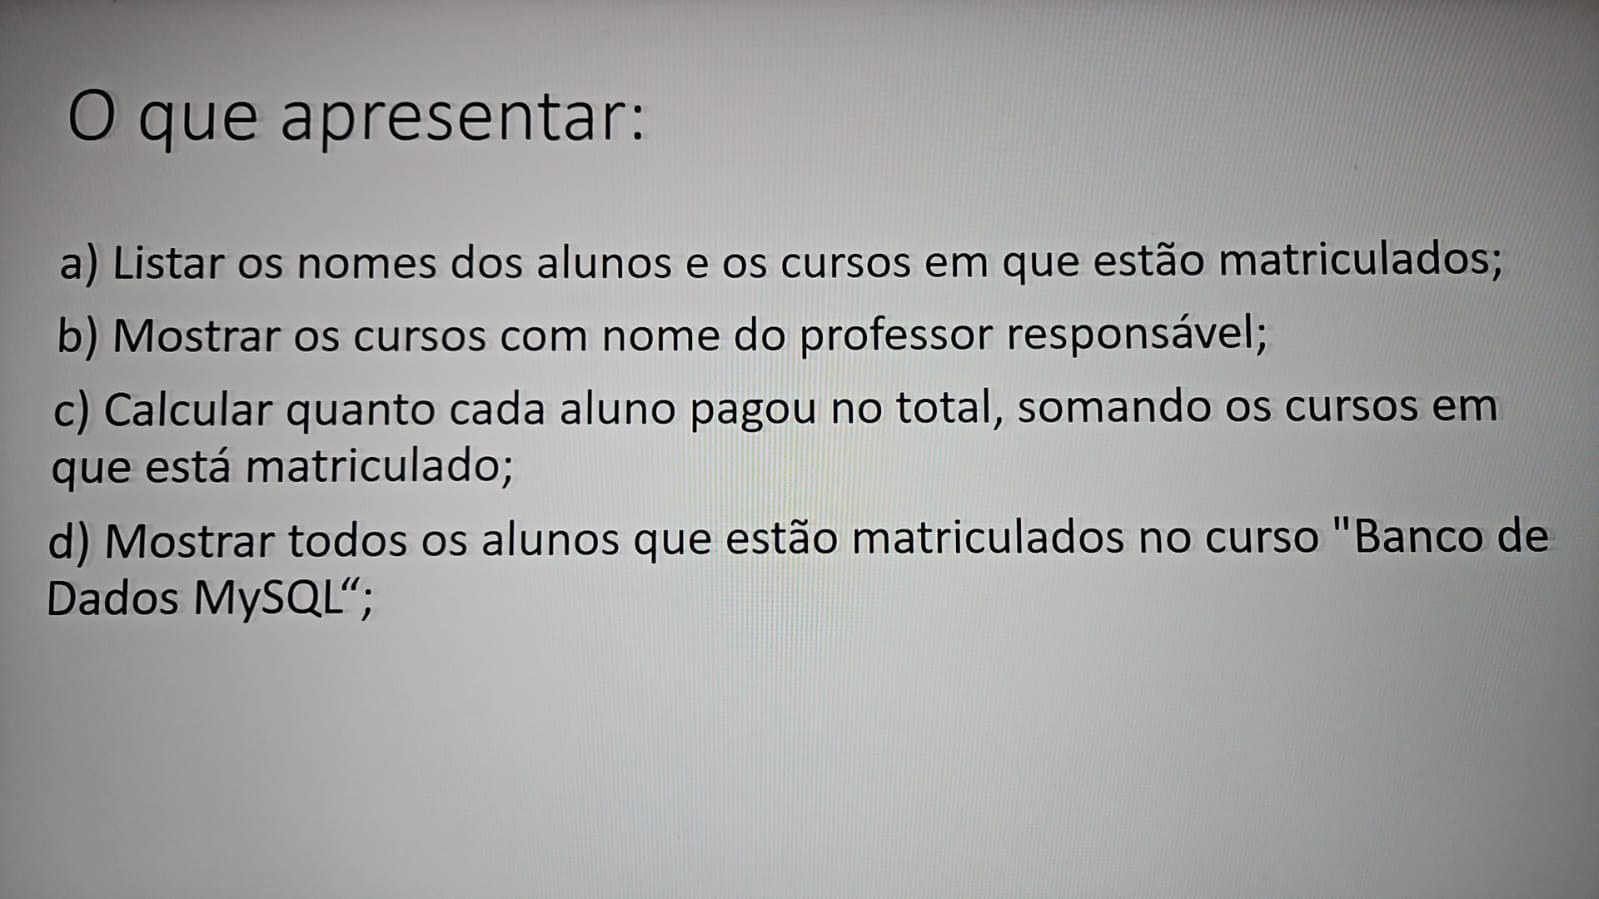 O que apresentar:
a) Listar os nomes dos alunos e os cursos em que estão matriculados;
b) Mostrar os cursos com nome do professor responsável;
c) Calcular quanto cada aluno pagou no total, somando os cursos em
que está matriculado;
d) Mostrar todos os alunos que estão matriculados no curso "Banco de
Dados MySQL“;